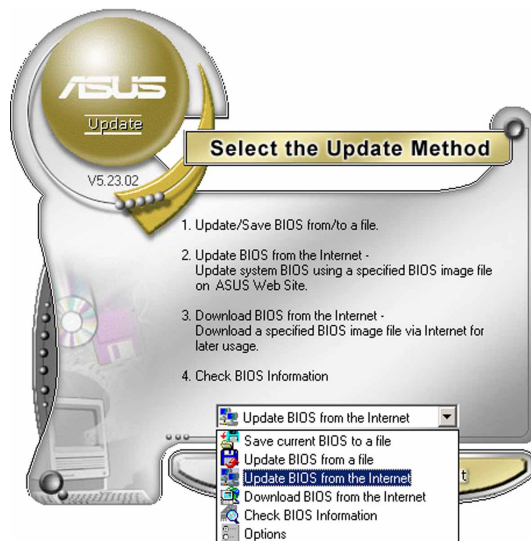 ASUS
Update
Select the Update Method
V5.23.02
1. Update/Save BIOS from/to a file.
2. Update BIOS from the Internet -
Update system BIOS using a specified BIOS image file
on ASUS Web Site.
3. Download BIOS from the Internet -
Download a specified BIOS image file via Internet for
later usage.
4. Check BIOS Information
Update BIOS from the Internet
Save current BIOS to a file
Update BIOS from a file
Update BIOS from the Internet
Download BIOS from the Internet
Check BIOS Information
Options